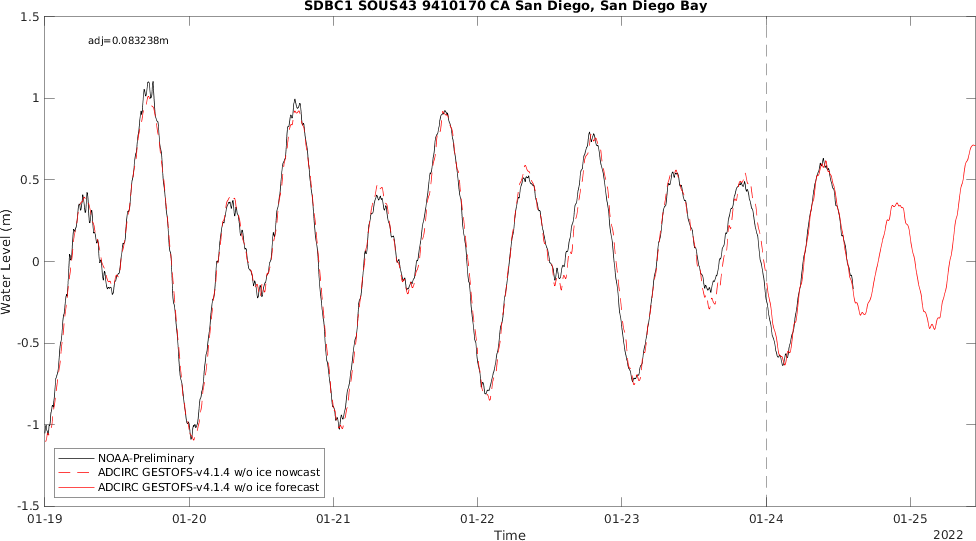 SDBC1 SOUS43 9410170 CA San Diego, San Diego Bay
1.5
adj=0.083238m
1
0.5
0
-0.5
-1
-1.5
Water Level (m)
NOAA-Preliminary
ADCIRC GESTOFS-v4.1.4 w/o ice nowcast
ADCIRC GESTOFS-v4.1.4 w/o ice forecast
01-19 01-20 01-21 01-22 01-23 01-24 01-25
Time
2022